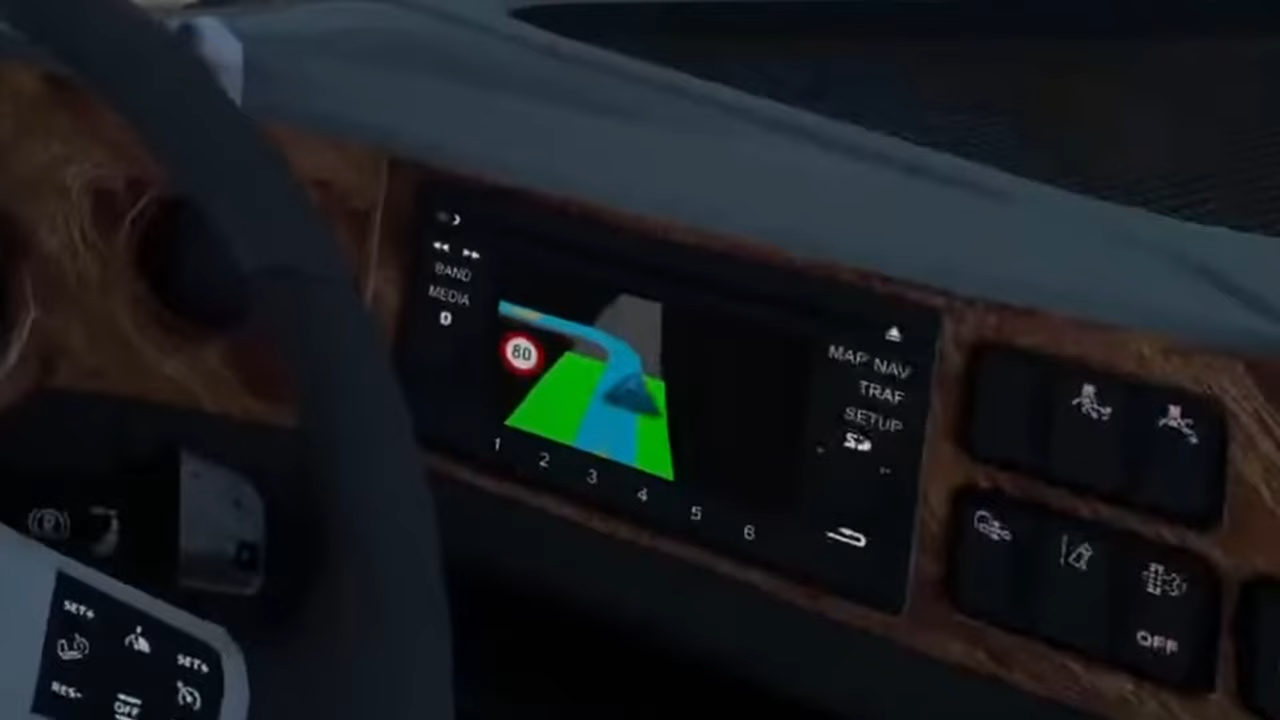 BAND
MEDIA
80
MAP NAV
TRAF
SETUP
1
2
3
4
5
6
P
OFF
SET+
SET+
RES-
OFF